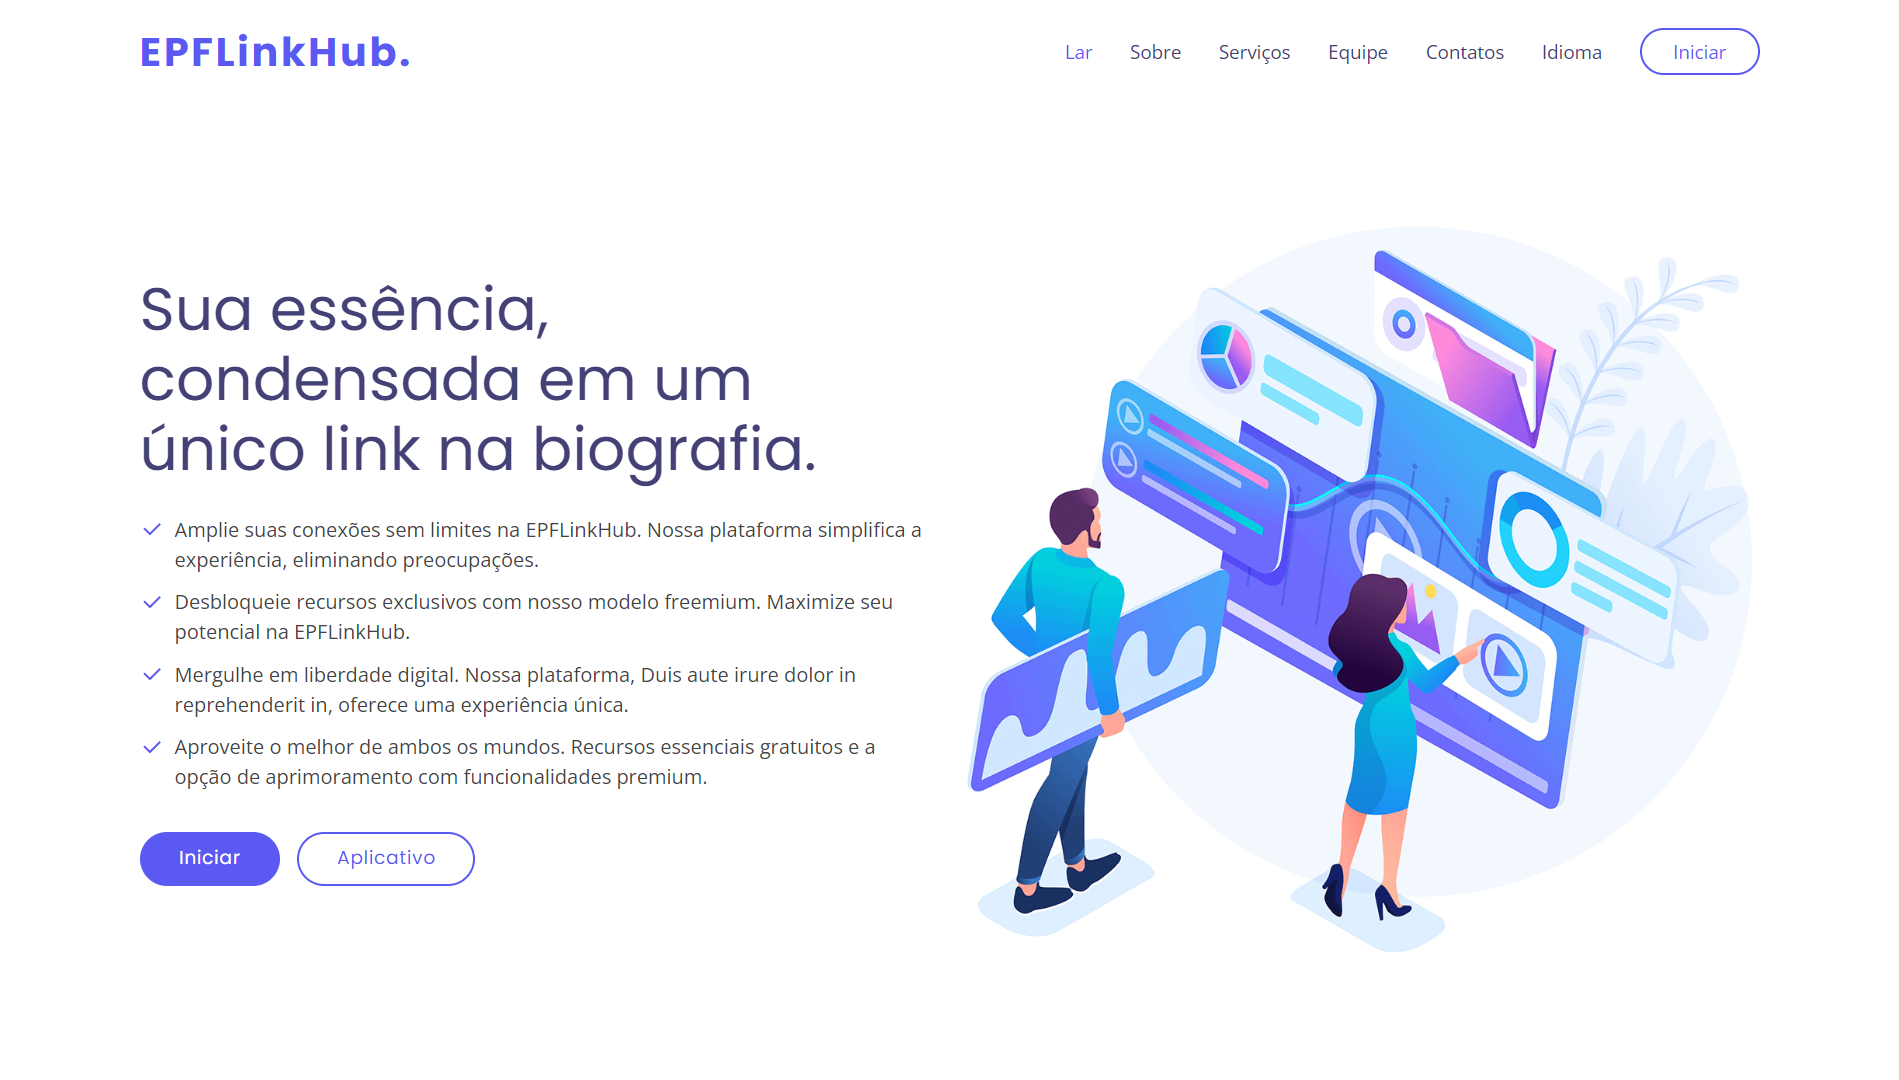 EPFLinkHub.
Lar Sobre Serviços Equipe Contatos Idioma Iniciar
Sua essência,
condensada em um
único link na biografia.
Amplie suas conexões sem limites na EPFLinkHub. Nossa plataforma simplifica a
experiência, eliminando preocupações.
Desbloqueie recursos exclusivos com nosso modelo freemium. Maximize seu
potencial na EPFLinkHub.
Mergulhe em liberdade digital. Nossa plataforma, Duis aute irure dolor in
reprehenderit in, oferece uma experiência única.
Aproveite o melhor de ambos os mundos. Recursos essenciais gratuitos e a
opção de aprimoramento com funcionalidades premium.
Iniciar Aplicativo